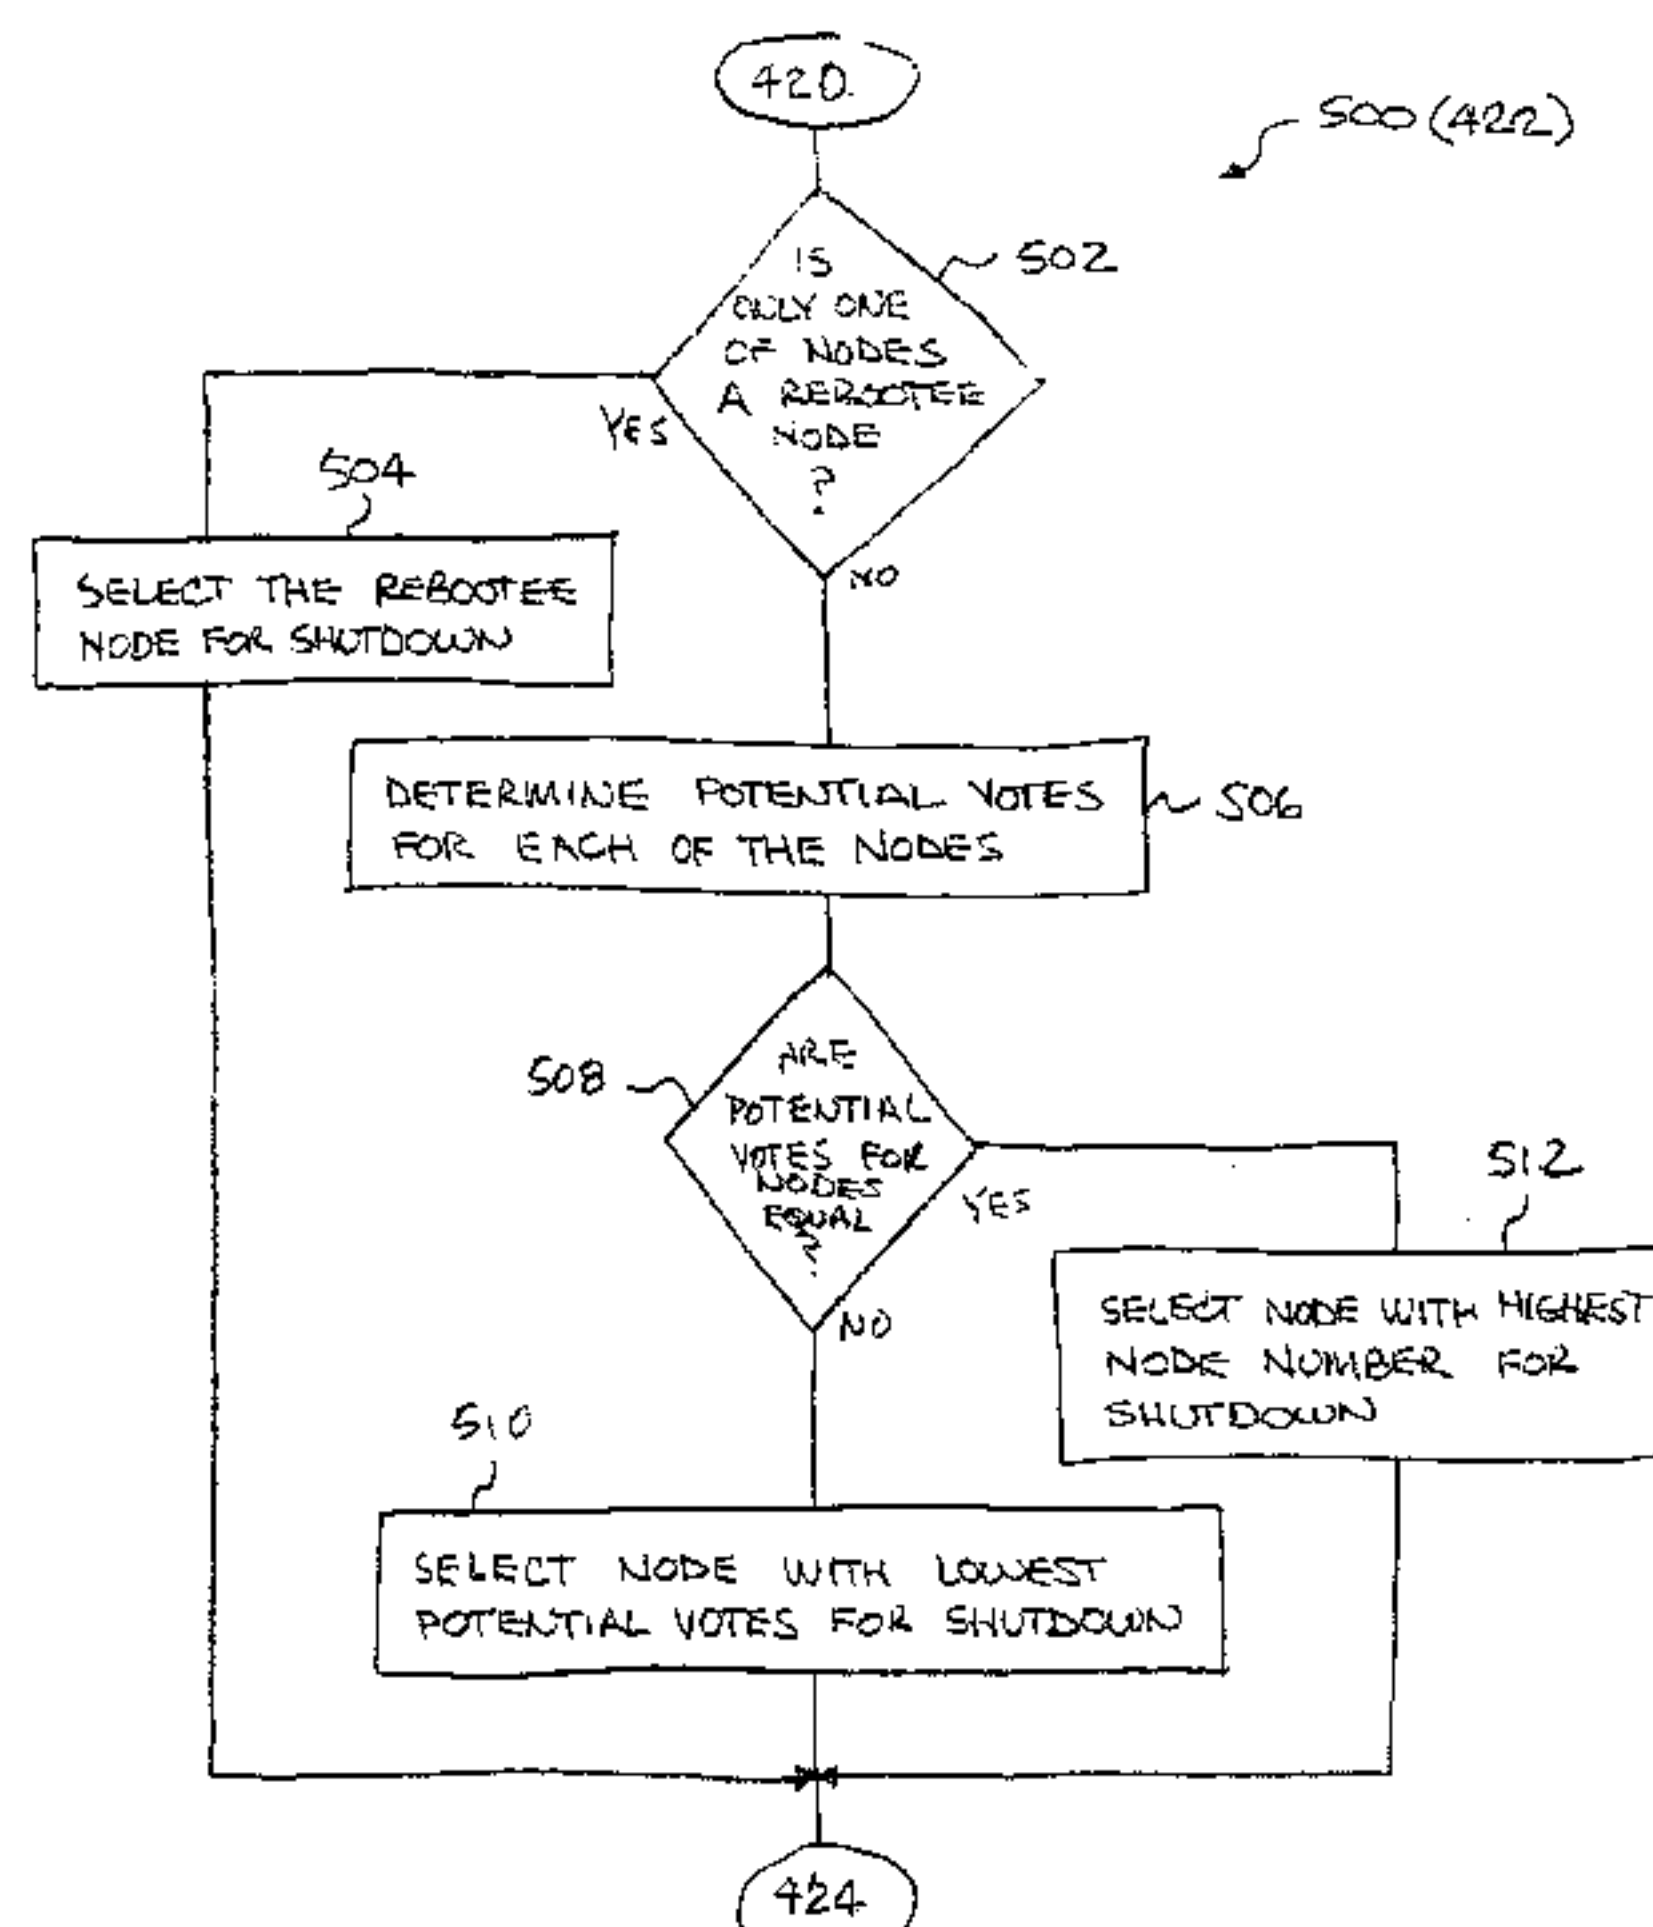 420
500 (422)
502
IS
ONLY ONE
OF NODES
A REBOOTEE
NODE
?
YES
NO
504
SELECT THE REBOOTEE
NODE FOR SHUTDOWN
DETERMINE POTENTIAL VOTES
FOR EACH OF THE NODES
506
508
ARE
POTENTIAL
VOTES FOR
NODES
EQUAL
?
YES
NO
512
SELECT NODE WITH HIGHEST
NODE NUMBER FOR
SHUTDOWN
510
SELECT NODE WITH LOWEST
POTENTIAL VOTES FOR SHUTDOWN
424